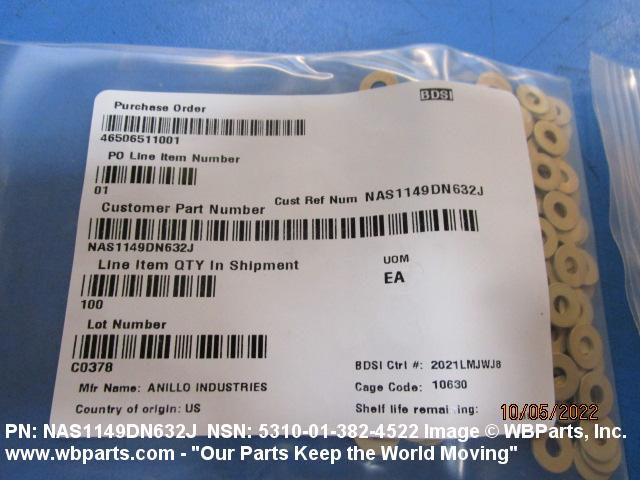 BDSI
Purchase Order
46506511001
PO Line Item Number
01
Cust Ref Num NAS1149DN632J
Customer Part Number
NAS1149DN632J
Line Item QTY In Shipment
UOM
EA
100
Lot Number
C0378
BDSI Ctrl #: 2021LMJWJ8
Mfr Name: ANILLO INDUSTRIES
Cage Code: 10630
Country of origin: US
Shelf life remaining:
10/05/2022
PN: NAS1149DN632J NSN: 5310-01-382-4522 Image © WBParts, Inc.
www.wbparts.com - "Our Parts Keep the World Moving"